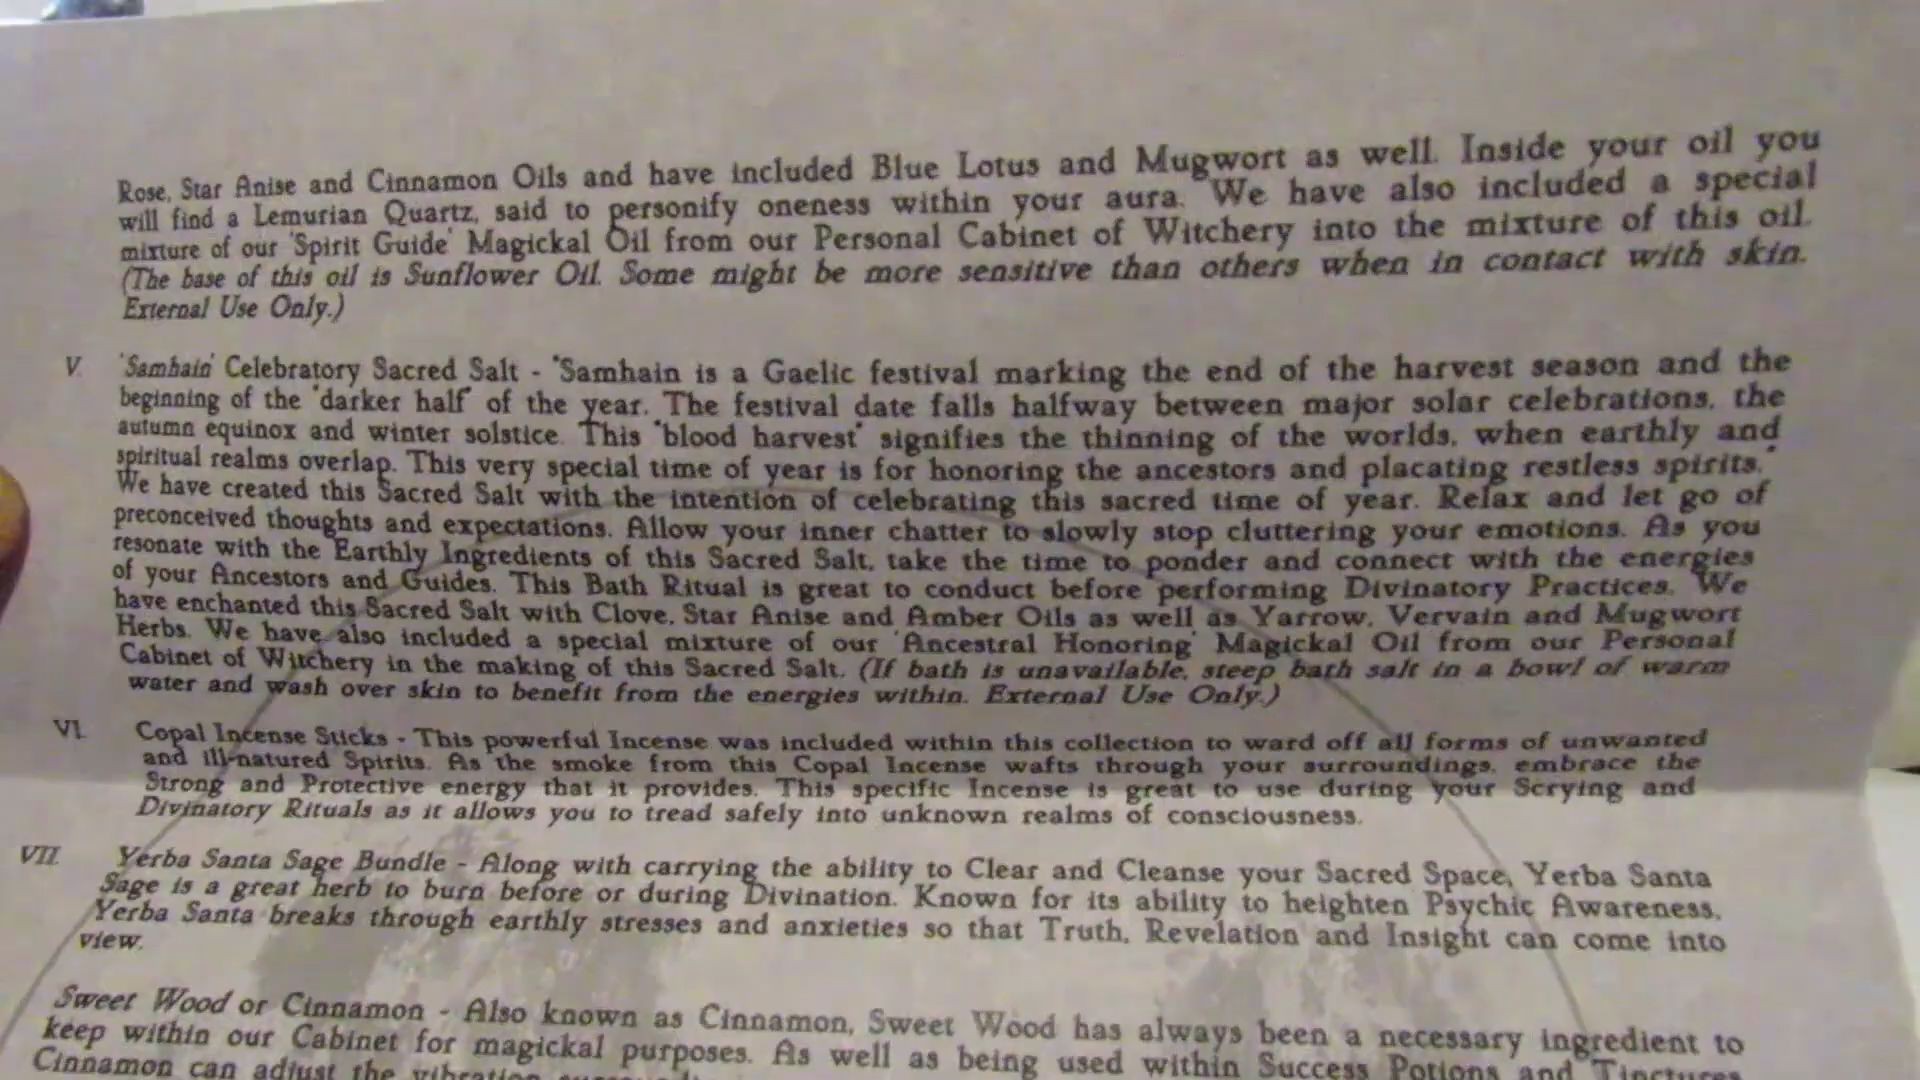 Rose, Star Anise and Cinnamon Oils and have included Blue Lotus and Mugwort as well. Inside your oil you
will find a Lemurian Quartz, said to personify oneness within your aura. We have also included a special
mixture of our 'Spirit Guide' Magickal Oil from our Personal Cabinet of Witchery into the mixture of this oil.
(The base of this oil is Sunflower Oil. Some might be more sensitive than others when in contact with skin.
External Use Only.)
V. 'Samhain' Celebratory Sacred Salt - "Samhain is a Gaelic festival marking the end of the harvest season and the
beginning of the "darker half" of the year. The festival date falls halfway between major solar celebrations, the
autumn equinox and winter solstice. This "blood harvest" signifies the thinning of the worlds, when earthly and
spiritual realms overlap. This very special time of year is for honoring the ancestors and placating restless spirits."
We have created this Sacred Salt with the intention of celebrating this sacred time of year. Relax and let go of
preconceived thoughts and expectations. Allow your inner chatter to slowly stop cluttering your emotions. As you
resonate with the Earthly Ingredients of this Sacred Salt, take the time to ponder and connect with the energies
of your Ancestors and Guides. This Bath Ritual is great to conduct before performing Divinatory Practices. We
have enchanted this Sacred Salt with Clove, Star Anise and Amber Oils as well as Yarrow, Vervain and Mugwort
Herbs. We have also included a special mixture of our 'Ancestral Honoring' Magickal Oil from our Personal
Cabinet of Witchery in the making of this Sacred Salt. (If bath is unavailable, steep bath salt in a bowl of warm
water and wash over skin to benefit from the energies within. External Use Only.)
VI. Copal Incense Sticks - This powerful Incense was included within this collection to ward off all forms of unwanted
and ill-natured Spirits. As the smoke from this Copal Incense wafts through your surroundings, embrace the
Strong and Protective energy that it provides. This specific Incense is great to use during your Scrying and
Divinatory Rituals as it allows you to tread safely into unknown realms of consciousness.
VII. Yerba Santa Sage Bundle - Along with carrying the ability to Clear and Cleanse your Sacred Space, Yerba Santa
Sage is a great herb to burn before or during Divination. Known for its ability to heighten Psychic Awareness,
Yerba Santa breaks through earthly stresses and anxieties so that Truth, Revelation and Insight can come into
view.
Sweet Wood or Cinnamon - Also known as Cinnamon, Sweet Wood has always been a necessary ingredient to
keep within our Cabinet for magickal purposes. As well as being used within Success Potions and Tinctures
Cinnamon can adjust the vibration